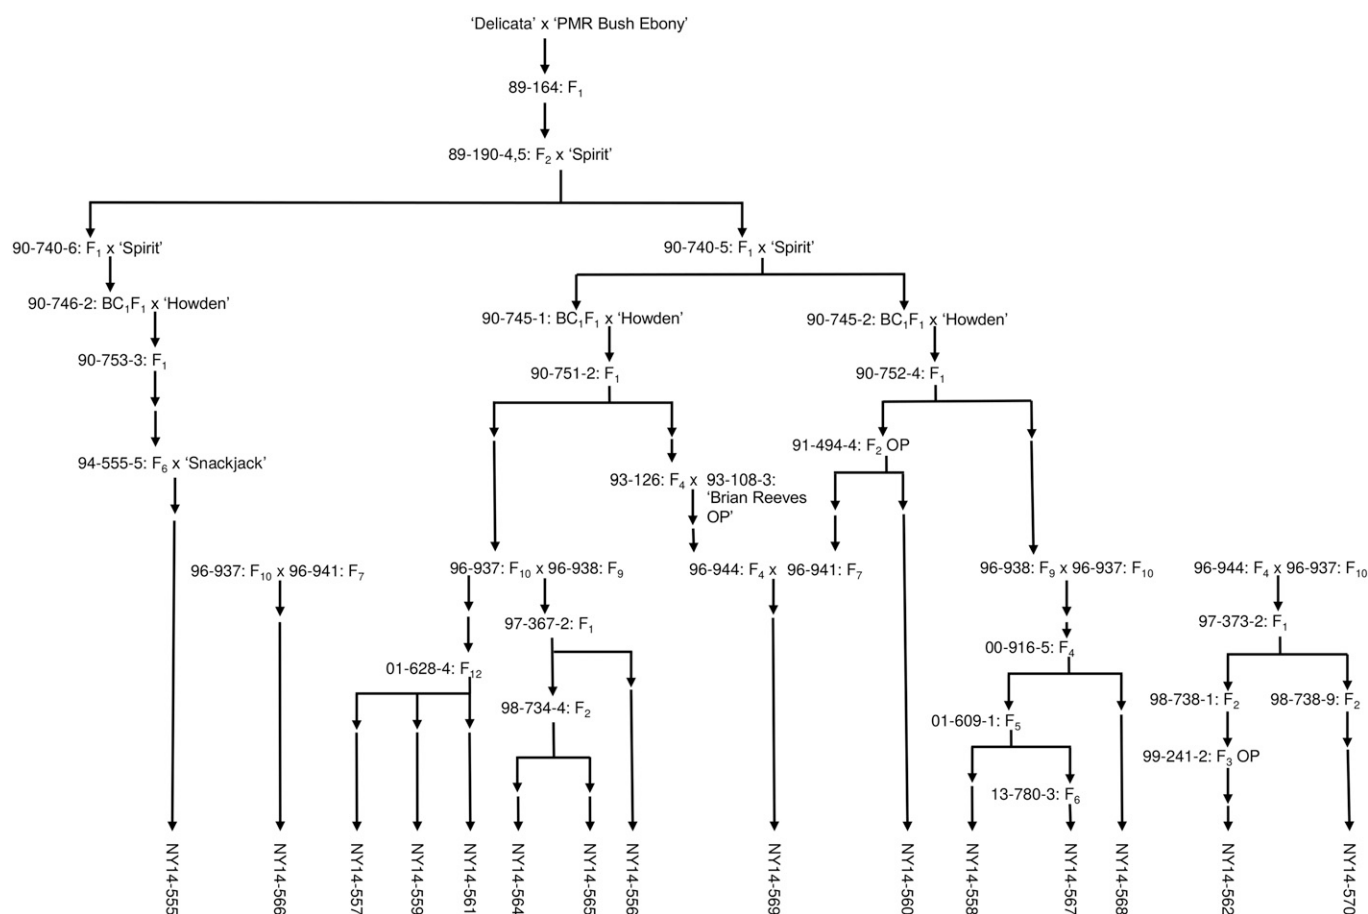 ‘Delicata’ x ‘PMR Bush Ebony’
89-164: F1
89-190-4,5: F2 x ‘Spirit’
90-740-6: F1 x ‘Spirit’
90-740-5: F1 x ‘Spirit’
90-746-2: BC1F1 x ‘Howden’
90-745-1: BC1F1 x ‘Howden’
90-745-2: BC1F1 x ‘Howden’
90-753-3: F1
90-751-2: F1
90-752-4: F1
91-494-4: F2 OP
94-555-5: F6 x ‘Snackjack’
93-126: F4 x 93-108-3:
‘Brian Reeves
OP’
96-937: F10 x 96-941: F7
96-937: F10 x 96-938: F9
96-944: F4 x 96-941: F7
96-938: F9 x 96-937: F10
96-944: F4 x 96-937: F10
97-367-2: F1
97-373-2: F1
00-916-5: F4
01-628-4: F12
98-734-4: F2
98-738-1: F2
98-738-9: F2
01-609-1: F5
99-241-2: F3 OP
13-780-3: F6
NY14-555
NY14-566
NY14-557
NY14-559
NY14-561
NY14-564
NY14-565
NY14-556
NY14-569
NY14-560
NY14-558
NY14-567
NY14-568
NY14-562
NY14-570